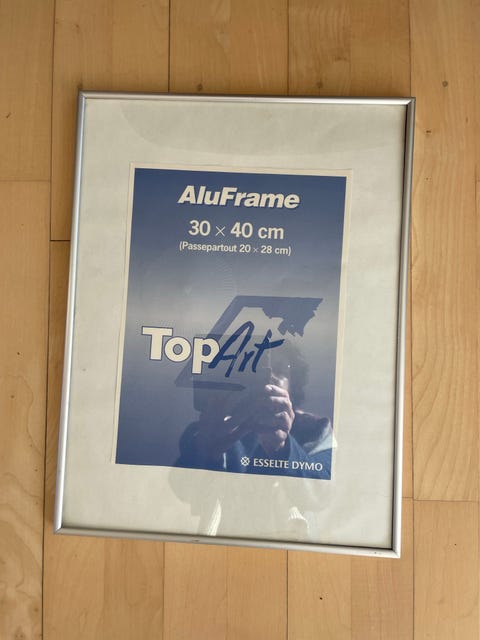 AluFrame
30 × 40 cm
(Passepartout 20 × 28 cm)
TopArt
ESSELTE DYMO